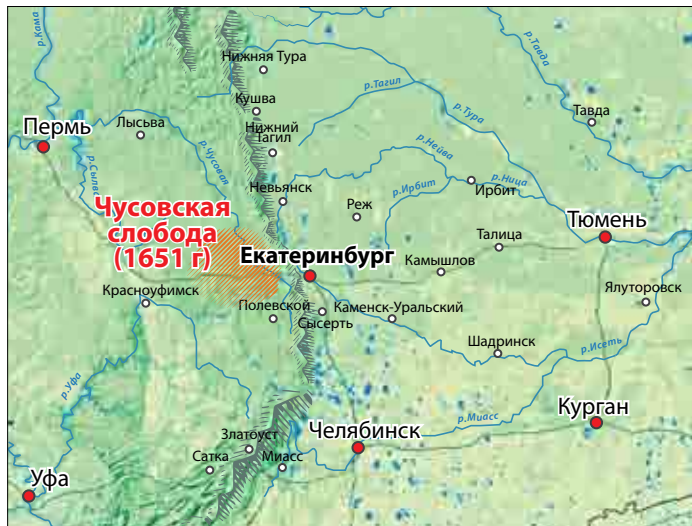 р.Кама
Нижняя Тура
р.Тавда
р.Тагил
Кушва
р.Тура
Тавда
Пермь
Лысьва
Нижний
Тагил
р.Чусовая
р.Нейва
р.Сылва
Невьянск
р.Ирбит
Ирбит
р.Ница
Реж
Чусовская
слобода
(1651 г)
Тюмень
Талица
Екатеринбург
Камышлов
Красноуфимск
Ялуторовск
Полевской
Сысерть
Каменск-Уральский
Шадринск
р.Исеть
р.Уфа
р.Миасс
Курган
Златоуст
Челябинск
Сатка
Миасс
Уфа